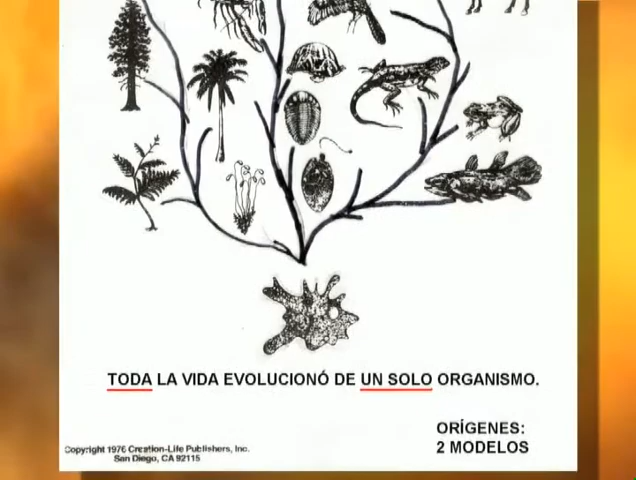 TODA LA VIDA EVOLUCIONÓ DE UN SOLO ORGANISMO.
ORÍGENES:
2 MODELOS
Copyright 1976 Creation-Life Publishers, Inc.
San Diego, CA 92115